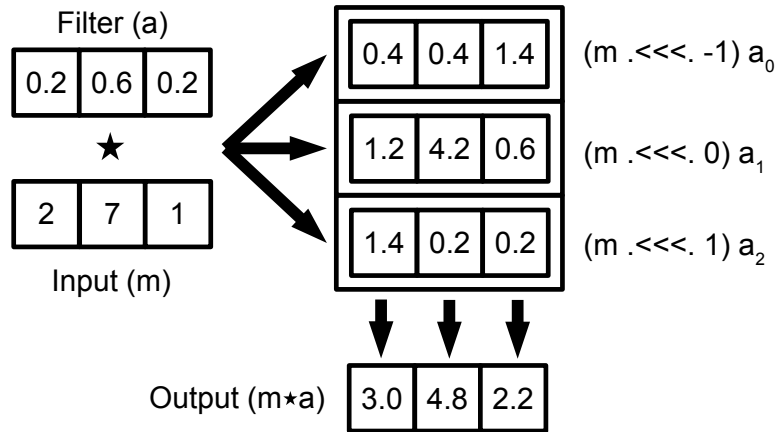 Filter (a)
0.2 0.6 0.2
★
2 7 1
Input (m)
0.4 0.4 1.4 (m .<<<. -1) a₀
1.2 4.2 0.6 (m .<<<. 0) a₁
1.4 0.2 0.2 (m .<<<. 1) a₂
Output (m★a) 3.0 4.8 2.2